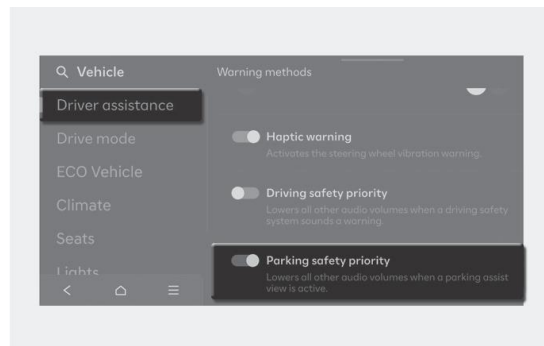 Vehicle
Warning methods
Driver assistance
Drive mode
ECO Vehicle
Climate
Seats
Lights
Haptic warning
Activates the steering wheel vibration warning.
Driving safety priority
Lowers all other audio volumes when a driving safety
system sounds a warning.
Parking safety priority
Lowers all other audio volumes when a parking assist
view is active.